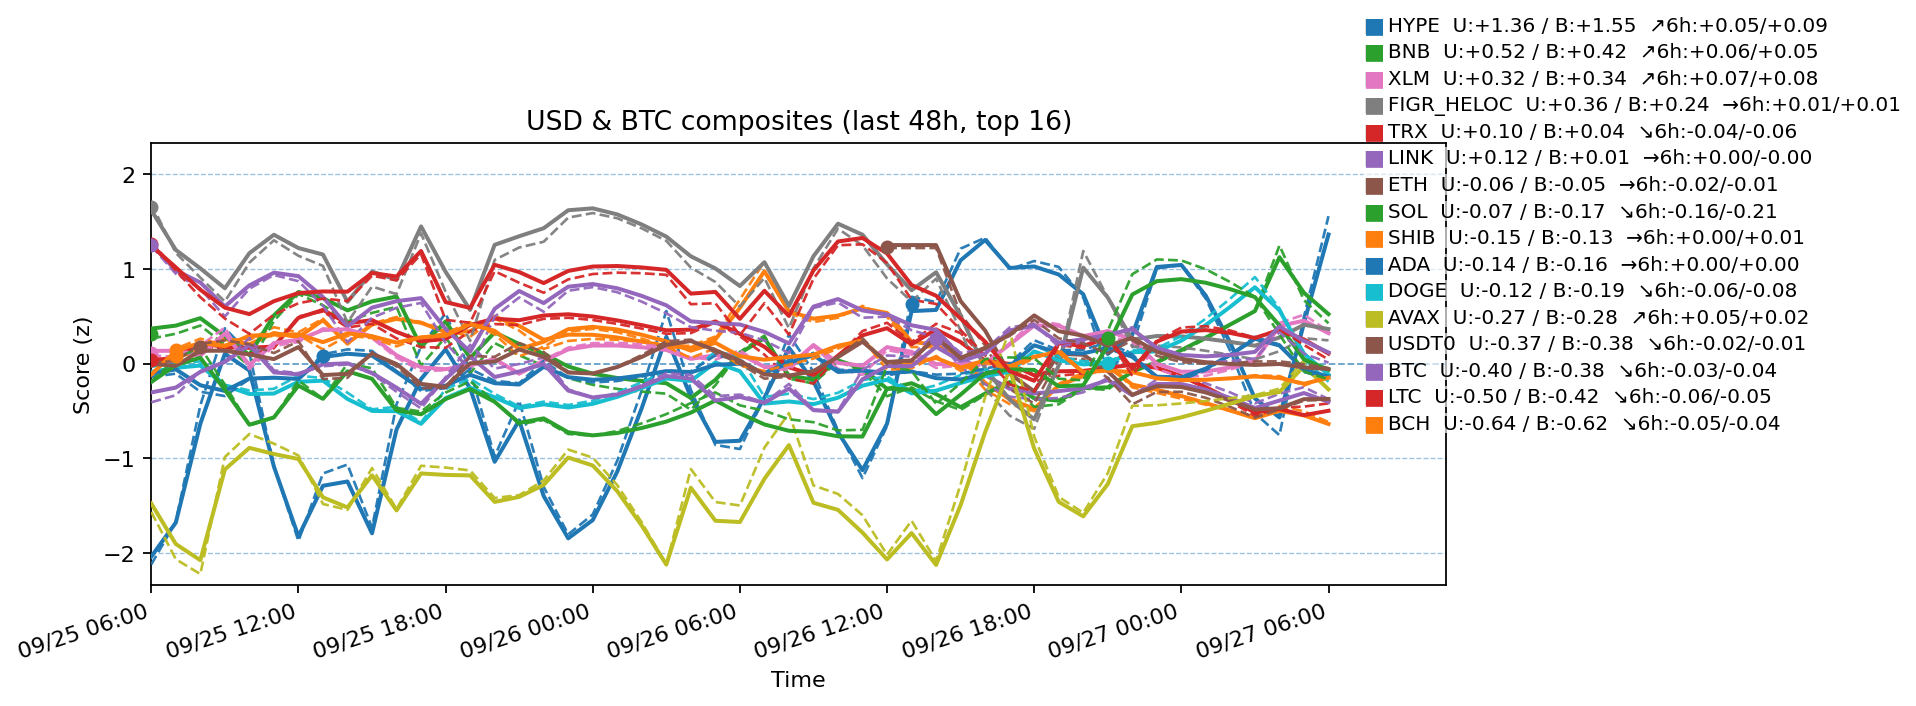 HYPE  U:+1.36 / B:+1.55  ↗6h:+0.05/+0.09
BNB  U:+0.52 / B:+0.42  ↗6h:+0.06/+0.05
XLM  U:+0.32 / B:+0.34  ↗6h:+0.07/+0.08
FIGR_HELOC  U:+0.36 / B:+0.24  →6h:+0.01/+0.01
TRX  U:+0.10 / B:+0.04  ↘6h:-0.04/-0.06
LINK  U:+0.12 / B:+0.01  →6h:+0.00/-0.00
ETH  U:-0.06 / B:-0.05  →6h:-0.02/-0.01
SOL  U:-0.07 / B:-0.17  ↘6h:-0.16/-0.21
SHIB  U:-0.15 / B:-0.13  →6h:+0.00/+0.01
ADA  U:-0.14 / B:-0.16  →6h:+0.00/+0.00
DOGE  U:-0.12 / B:-0.19  ↘6h:-0.06/-0.08
AVAX  U:-0.27 / B:-0.28  ↗6h:+0.05/+0.02
USDT0  U:-0.37 / B:-0.38  ↘6h:-0.02/-0.01
BTC  U:-0.40 / B:-0.38  ↘6h:-0.03/-0.04
LTC  U:-0.50 / B:-0.42  ↘6h:-0.06/-0.05
BCH  U:-0.64 / B:-0.62  ↘6h:-0.05/-0.04
USD & BTC composites (last 48h, top 16)
Score (z)
2
1
0
−1
−2
09/25 06:00
09/25 12:00
09/25 18:00
09/26 00:00
09/26 06:00
09/26 12:00
09/26 18:00
09/27 00:00
09/27 06:00
Time